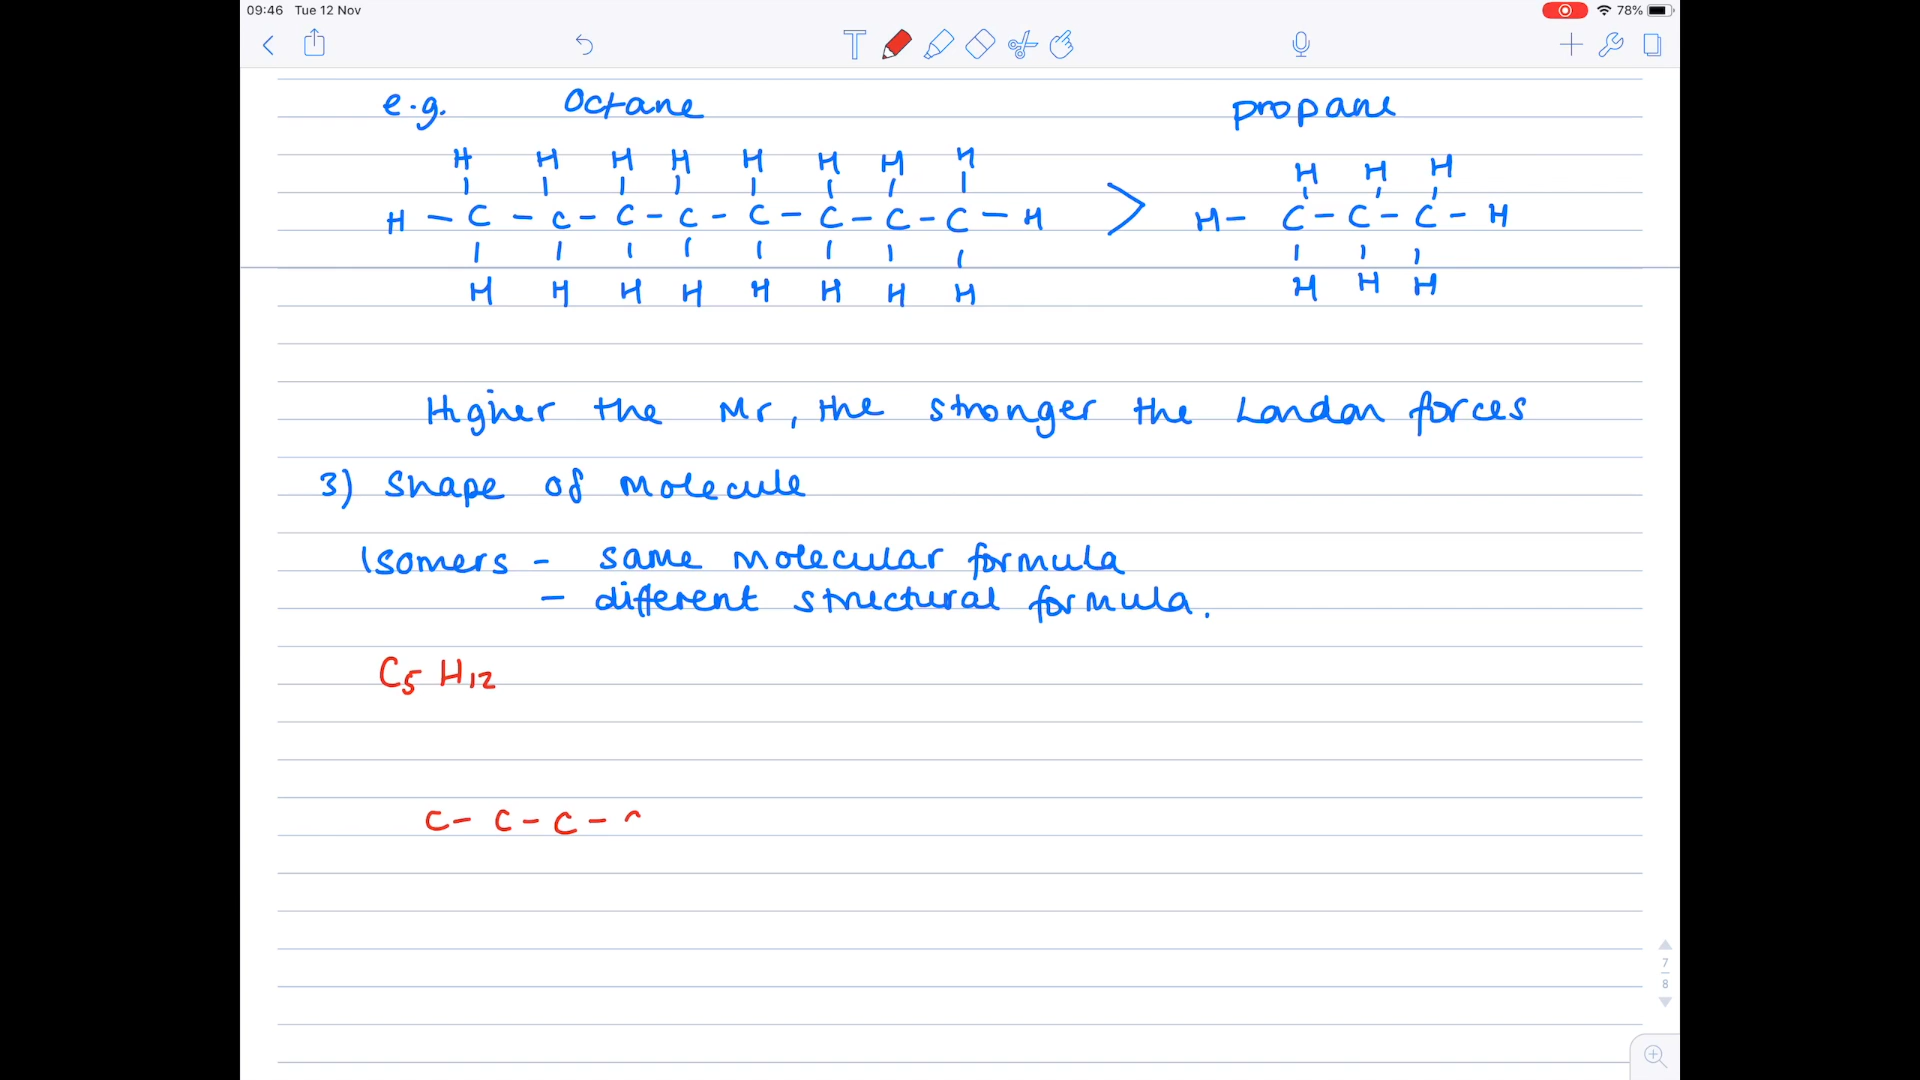 09:46 Tue 12 Nov
78%
T
e.g. Octane propane
H H H H H H H H
H H H
H - C - C - C - C - C - C - C - C - H > H - C - C - C - H
H H H H H H H H
H H H
Higher the Mr, the stronger the London forces
3) Shape of molecule
Isomers - same molecular formula
- different structural formula.
C₅ H₁₂
C - C - C -
7
8